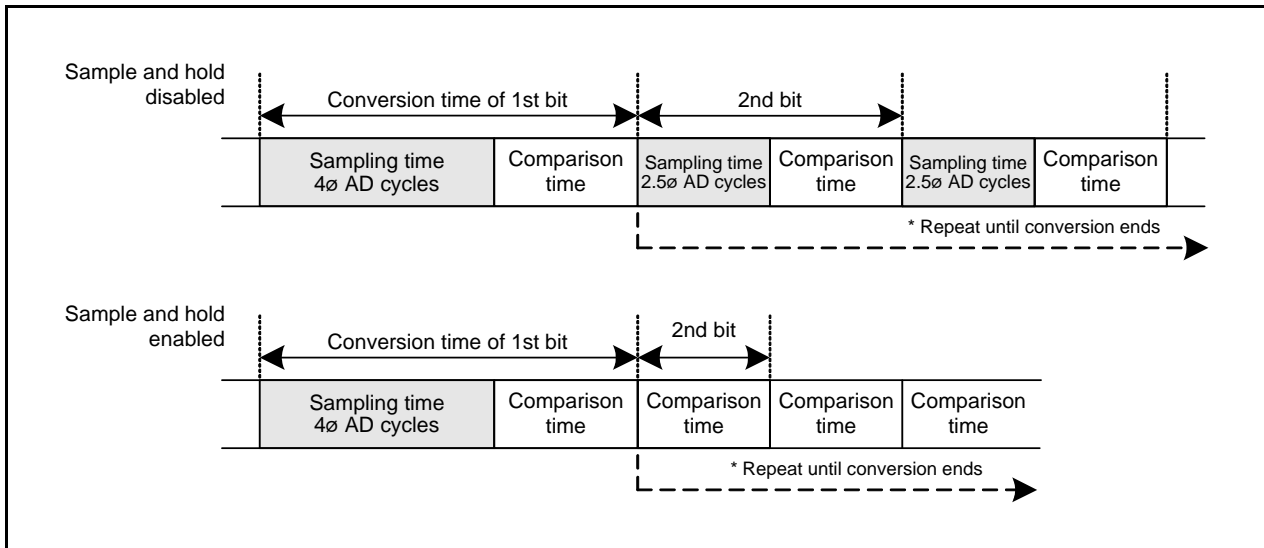 Sample and hold
disabled
Conversion time of 1st bit
2nd bit
Sampling time
4ø AD cycles
Comparison
time
Sampling time
2.5ø AD cycles
Comparison
time
Sampling time
2.5ø AD cycles
Comparison
time
* Repeat until conversion ends
Sample and hold
enabled
Conversion time of 1st bit
2nd bit
Sampling time
4ø AD cycles
Comparison
time
Comparison
time
Comparison
time
Comparison
time
* Repeat until conversion ends